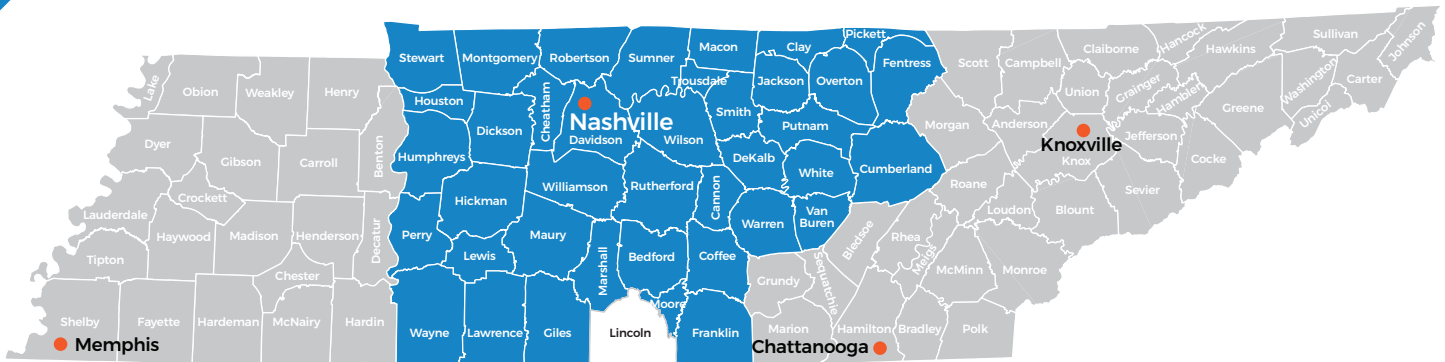 Stewart
Montgomery
Robertson
Sumner
Macon
Clay
Pickett
Fentress
Scott
Campbell
Claiborne
Hancock
Hawkins
Sullivan
Johnson
Lake
Obion
Weakley
Henry
Houston
Cheatham
Trousdale
Jackson
Overton
Union
Grainger
Hamblen
Greene
Washington
Carter
Unicoi
Dyer
Gibson
Carroll
Benton
Humphreys
Dickson
Nashville
Davidson
Wilson
Smith
Putnam
Morgan
Anderson
Knoxville
Knox
Jefferson
Cocke
DeKalb
White
Cumberland
Crockett
Lauderdale
Haywood
Madison
Henderson
Decatur
Perry
Hickman
Williamson
Rutherford
Cannon
Warren
Van
Buren
Bledsoe
Rhea
Roane
Loudon
Blount
Sevier
Tipton
Chester
Lewis
Maury
Marshall
Bedford
Coffee
Grundy
Sequatchie
Meigs
McMinn
Monroe
Shelby
Fayette
Hardeman
McNairy
Hardin
Wayne
Lawrence
Giles
Lincoln
Moore
Franklin
Marion
Hamilton
Bradley
Polk
Memphis
Chattanooga